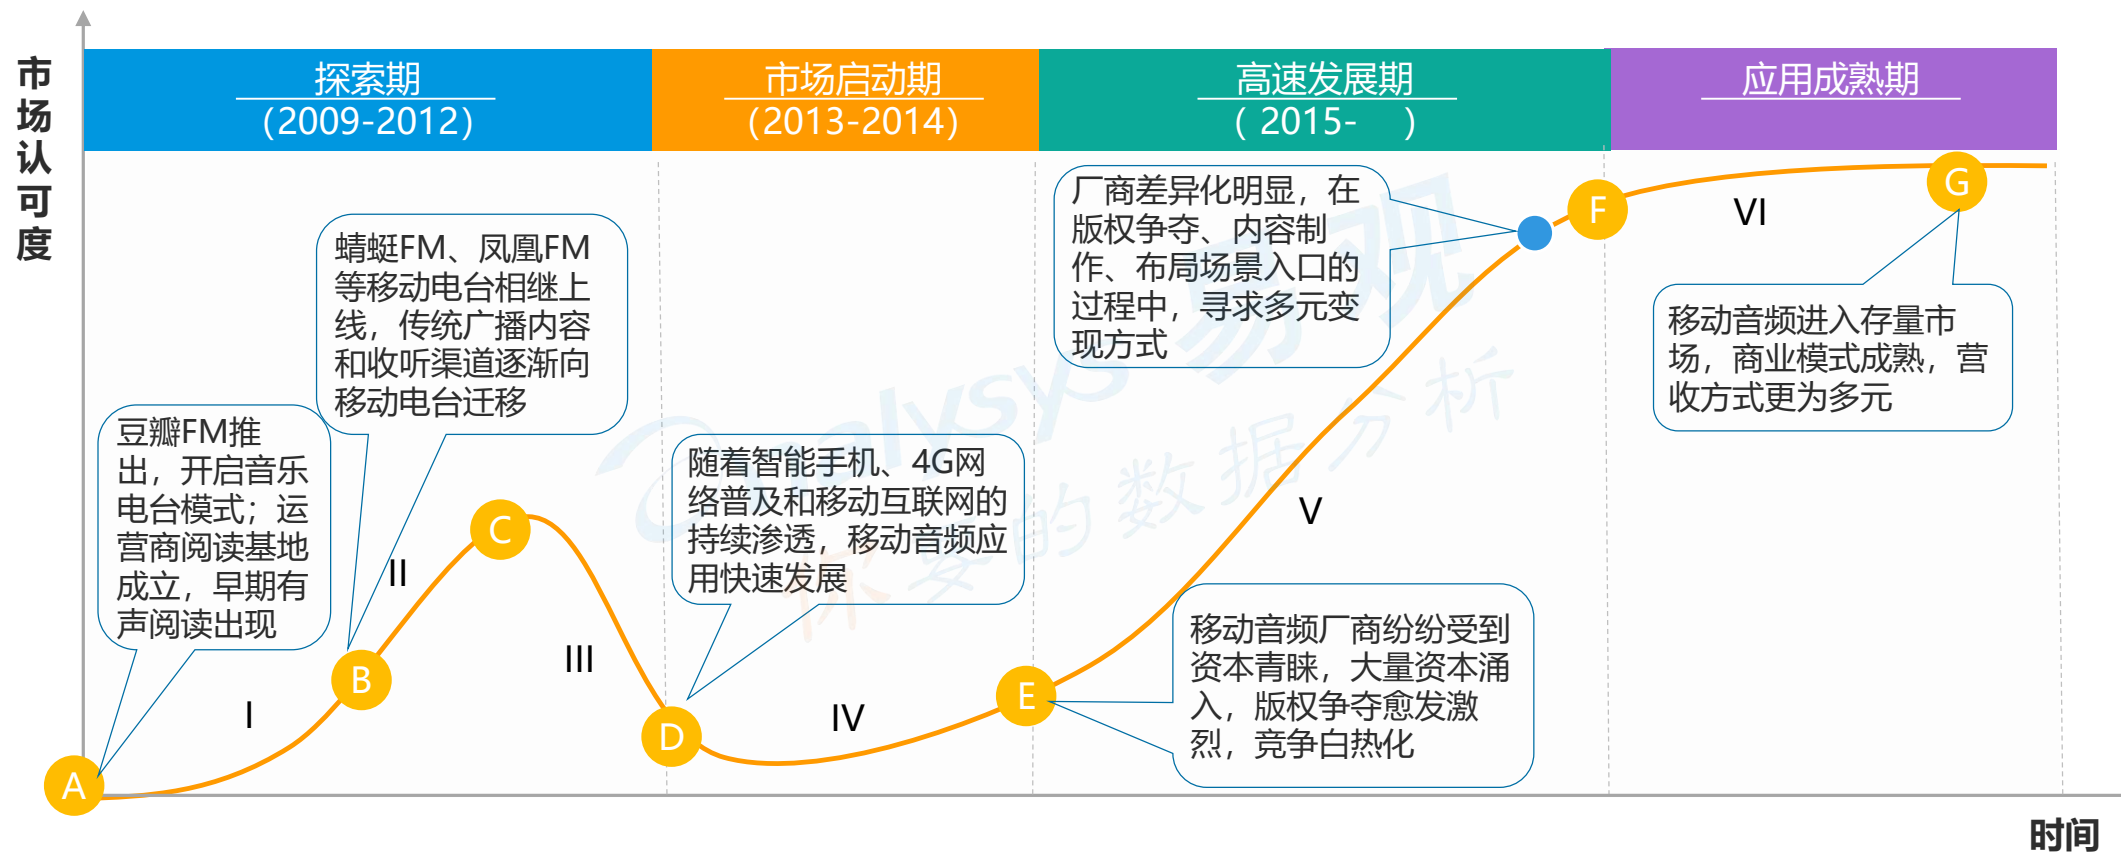 市场认可度
探索期
（2009-2012）
市场启动期
（2013-2014）
高速发展期
（ 2015- ）
应用成熟期
豆瓣FM推
出，开启音乐
电台模式；运
营商阅读基地
成立，早期有
声阅读出现
蜻蜓FM、凤凰FM
等移动电台相继上
线，传统广播内容
和收听渠道逐渐向
移动电台迁移
随着智能手机、4G网
络普及和移动互联网的
持续渗透，移动音频应
用快速发展
厂商差异化明显，在
版权争夺、内容制
作、布局场景入口的
过程中，寻求多元变
现方式
移动音频厂商纷纷受到
资本青睐，大量资本涌
入，版权争夺愈发激
烈，竞争白热化
移动音频进入存量市
场，商业模式成熟，营
收方式更为多元
A
I
B
II
C
III
D
IV
E
V
F
VI
G
时间
analysys 易观
你要的数据分析